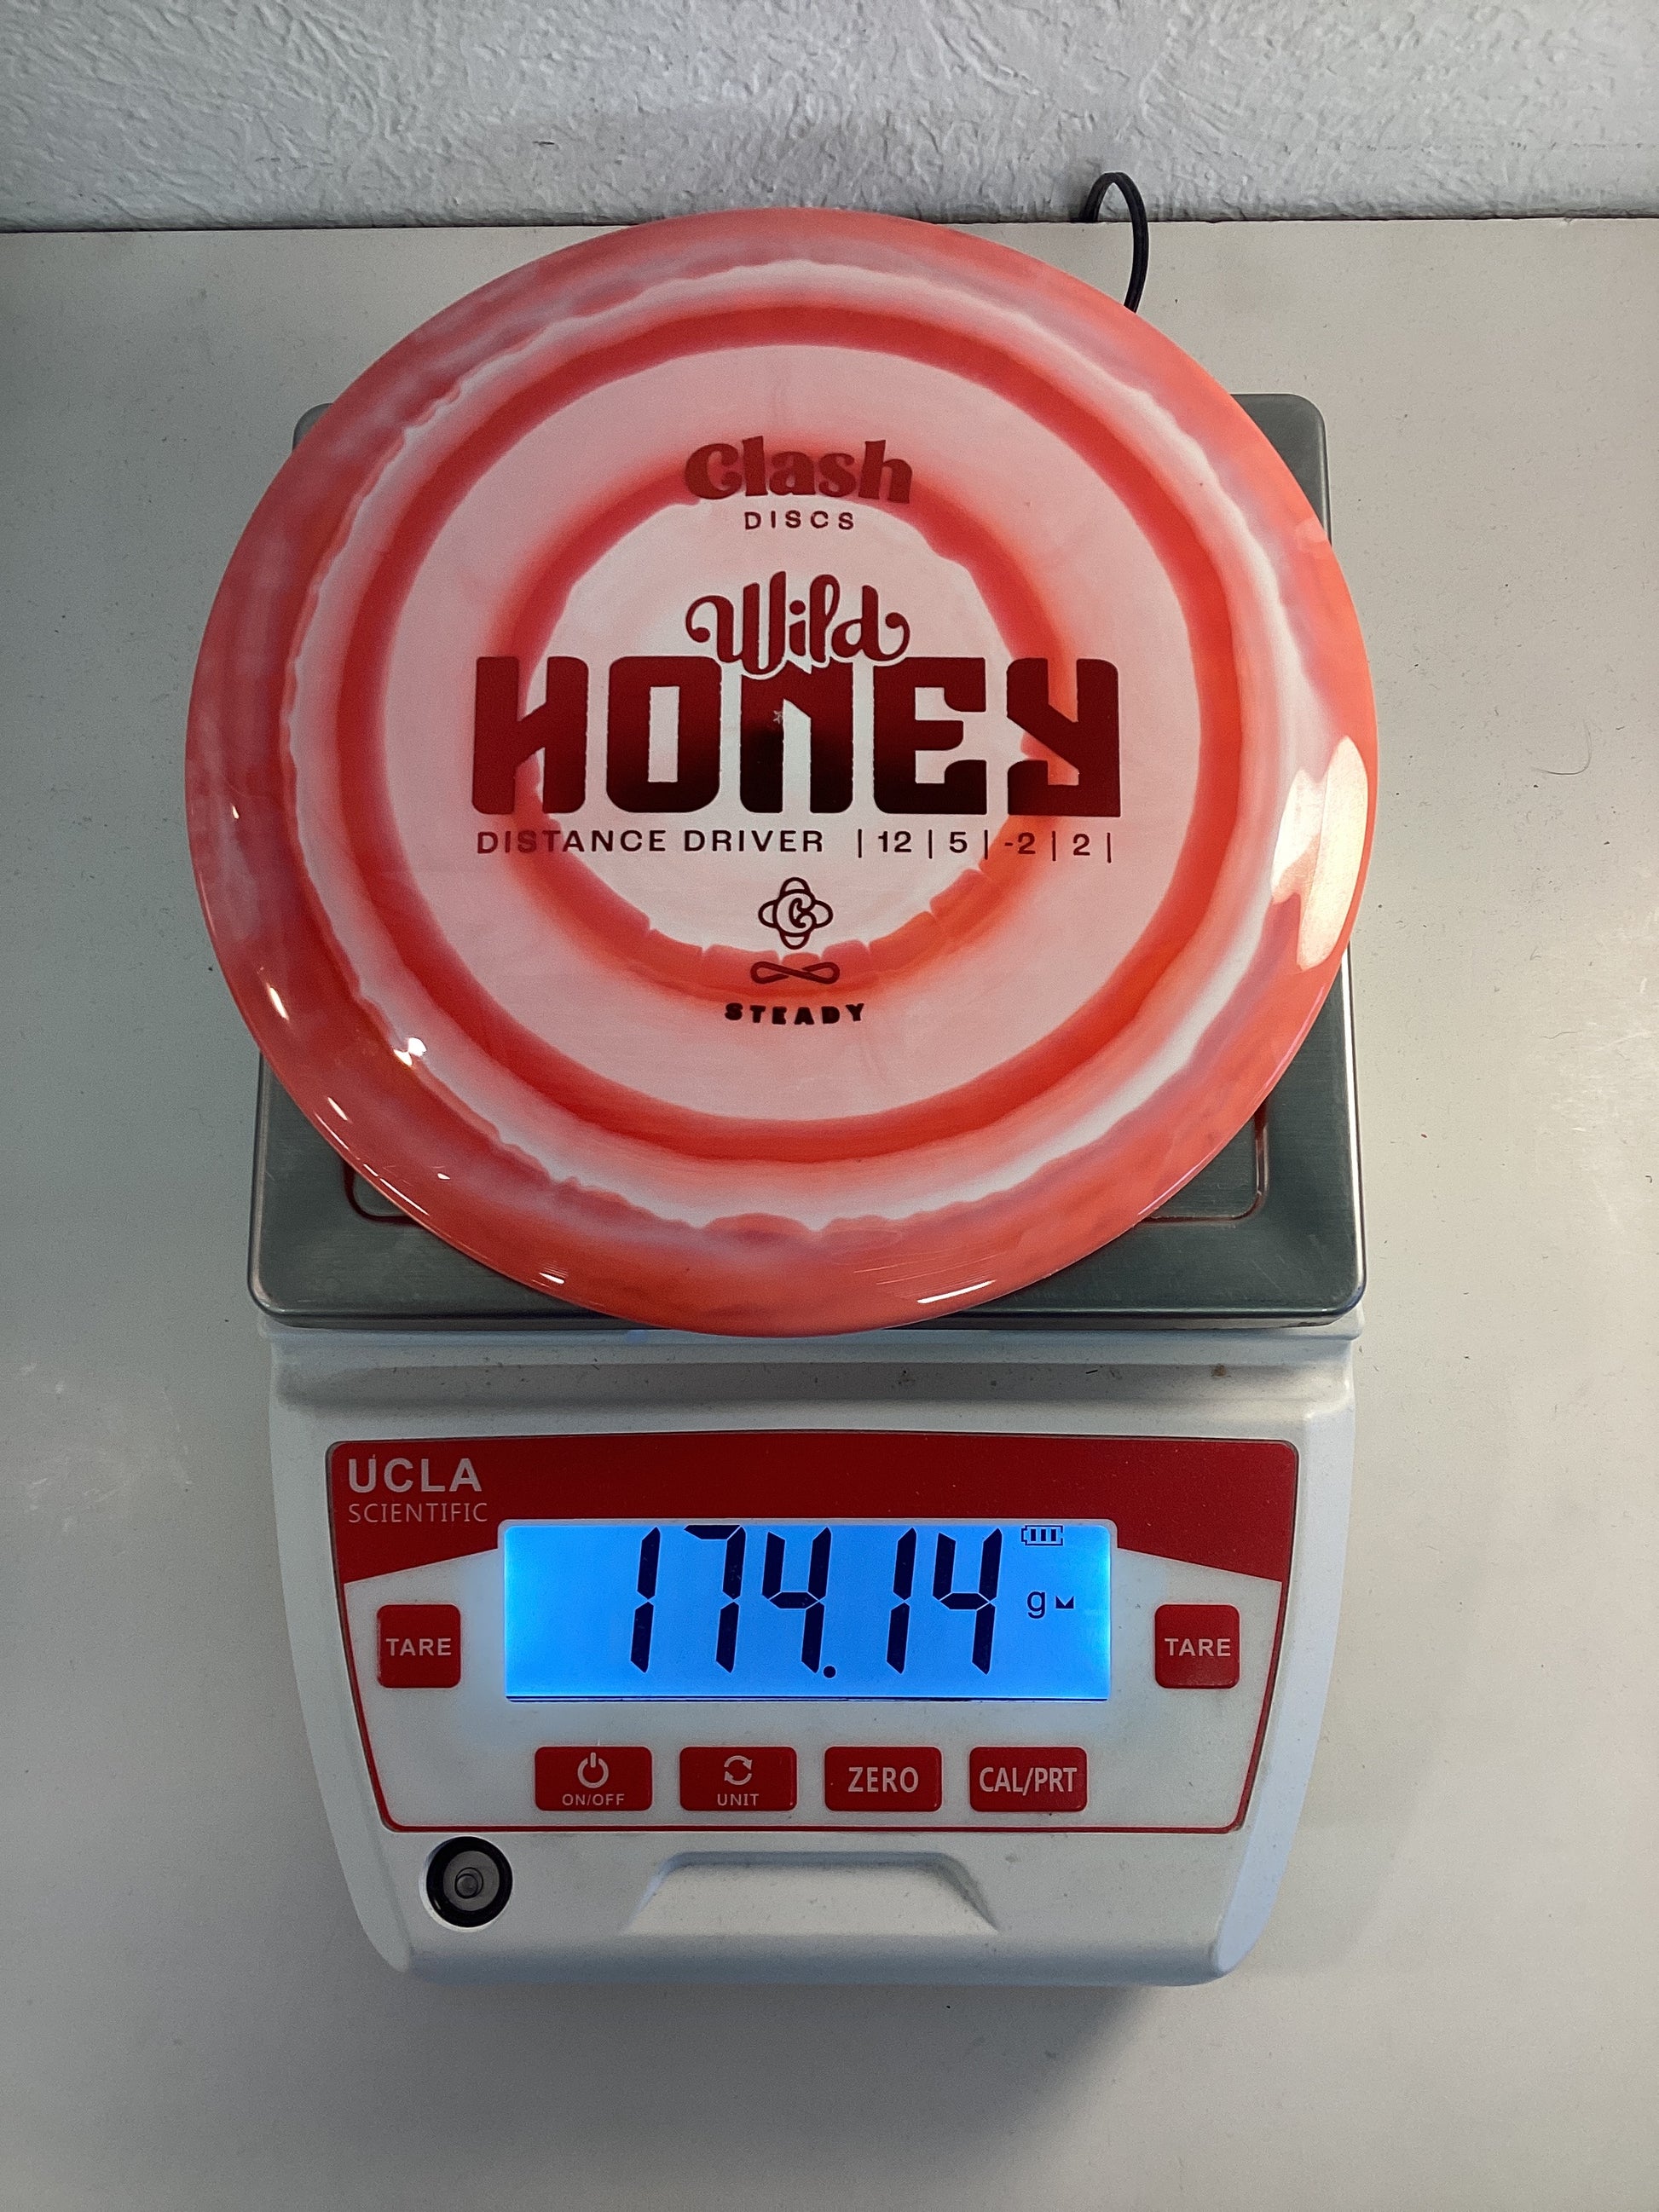 Clash
DISCS
Wild
HONEY
DISTANCE DRIVER | 12 | 5 | -2 | 2 |
STEADY
UCLA
SCIENTIFIC
174.14 g
TARE
TARE
ON/OFF
UNIT
ZERO
CAL/PRT